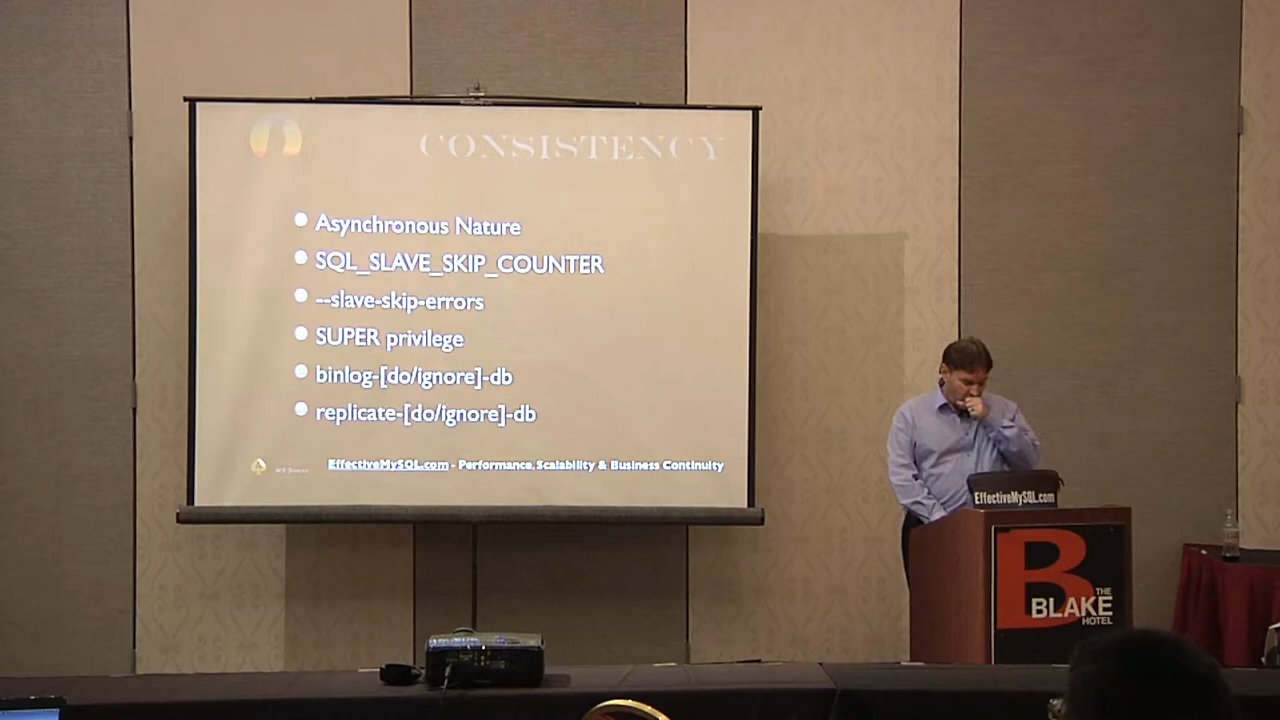 CONSISTENCY
Asynchronous Nature
SQL_SLAVE_SKIP_COUNTER
--slave-skip-errors
SUPER privilege
binlog-[do/ignore]-db
replicate-[do/ignore]-db
EffectiveMySQL.com - Performance, Scalability & Business Continuity
EffectiveMySQL.com
B
THE
BLAKE
HOTEL